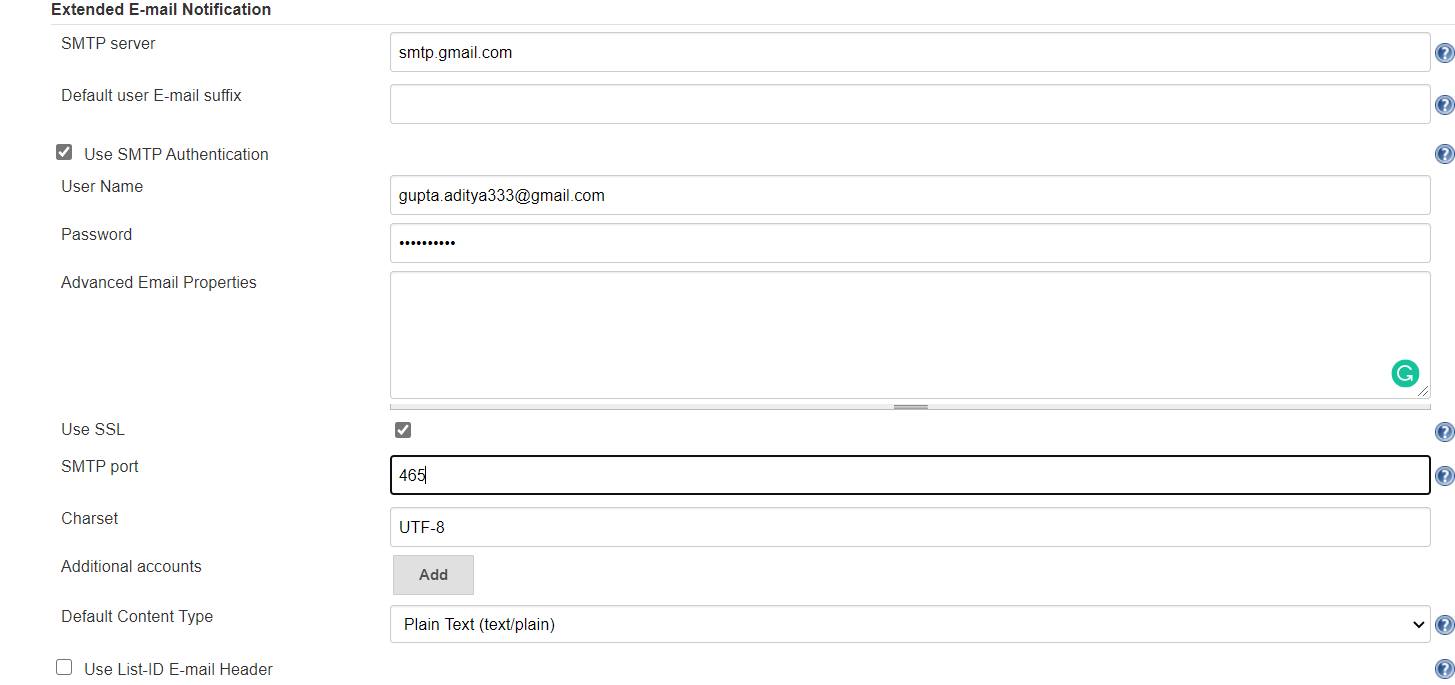 Extended E-mail Notification
SMTP server
smtp.gmail.com
Default user E-mail suffix
Use SMTP Authentication
User Name
gupta.aditya333@gmail.com
Password
••••••••••
Advanced Email Properties
Use SSL
SMTP port
465
Charset
UTF-8
Additional accounts
Add
Default Content Type
Plain Text (text/plain)
Use List-ID E-mail Header